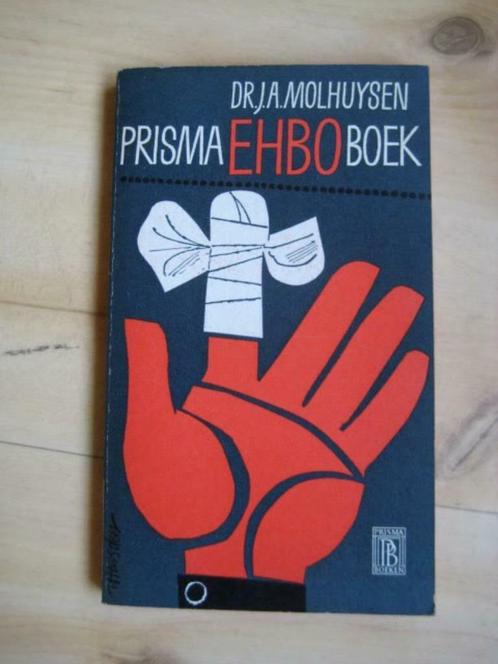 DR.J.A.MOLHUYSEN
PRISMA EHBO BOEK
PRISMA
PB
BOEKEN